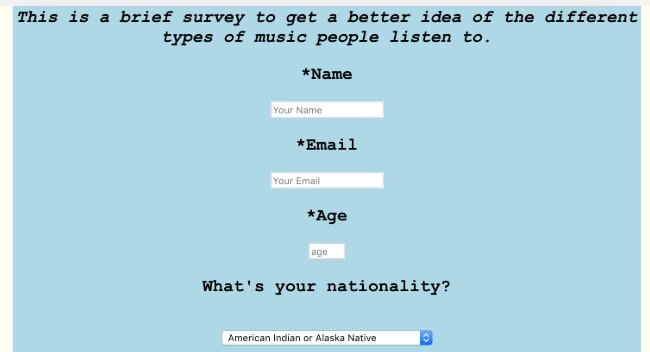 This is a brief survey to get a better idea of the different
types of music people listen to.
*Name
Your Name
*Email
Your Email
*Age
age
What's your nationality?
American Indian or Alaska Native